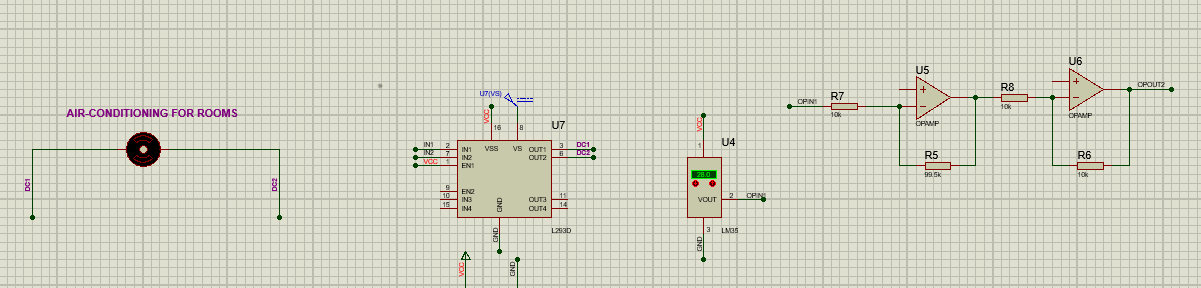 AIR-CONDITIONING FOR ROOMS
DC1
DC2
U7(VS)
VCC
16
8
U7
IN1
IN2
VCC
2
7
1
IN1
IN2
EN1
VSS
VS
OUT1
OUT2
3
6
DC1
DC2
9
10
15
EN2
IN3
IN4
GND
OUT3
OUT4
11
14
L293D
GND
VCC
GND
VCC
1
U4
VOUT
2
OPIN1
3
LM35
GND
OPIN1
R7
10k
U5
OPAMP
R5
99.5k
R8
10k
U6
OPAMP
OPOUT2
R6
10k